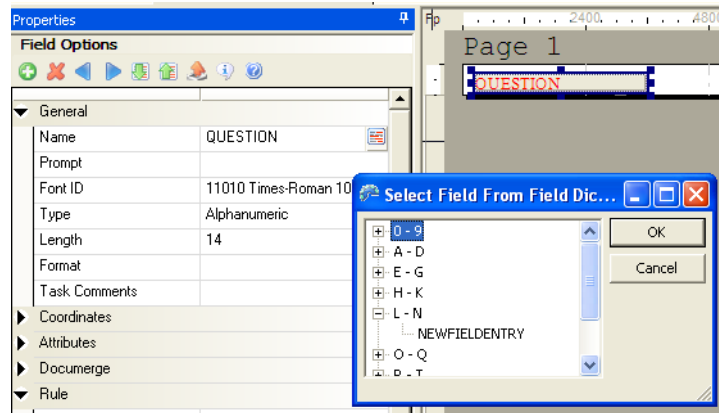 Properties
Field Options
General
Name QUESTION
Prompt
Font ID 11010 Times-Roman 10
Type Alphanumeric
Length 14
Format
Task Comments
Coordinates
Attributes
Documerge
Rule
Fp 2400 4800
Page 1
QUESTION
Select Field From Field Dic...
0 - 9
A - D
E - G
H - K
L - N
NEWFIELDENTRY
O - Q
R - T
OK
Cancel